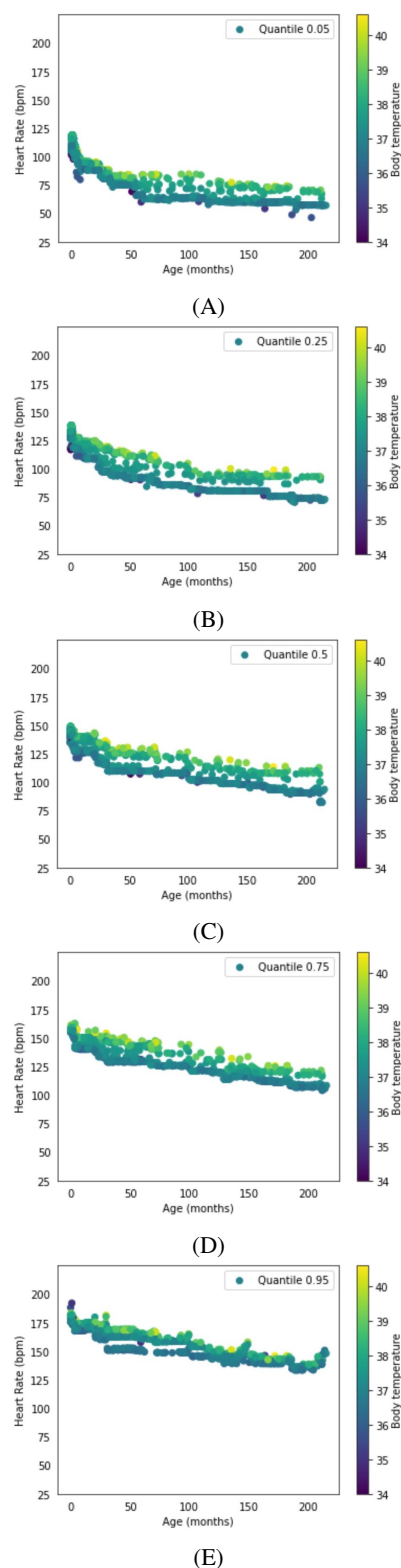 Quantile 0.05
225
200
175
150
125
100
75
50
25
Heart Rate (bpm)
0 50 100 150 200
Age (months)
40
39
38
37
36
35
34
Body temperature
(A)
Quantile 0.25
225
200
175
150
125
100
75
50
25
Heart Rate (bpm)
0 50 100 150 200
Age (months)
40
39
38
37
36
35
34
Body temperature
(B)
Quantile 0.5
225
200
175
150
125
100
75
50
25
Heart Rate (bpm)
0 50 100 150 200
Age (months)
40
39
38
37
36
35
34
Body temperature
(C)
Quantile 0.75
225
200
175
150
125
100
75
50
25
Heart Rate (bpm)
0 50 100 150 200
Age (months)
40
39
38
37
36
35
34
Body temperature
(D)
Quantile 0.95
225
200
175
150
125
100
75
50
25
Heart Rate (bpm)
0 50 100 150 200
Age (months)
40
39
38
37
36
35
34
Body temperature
(E)